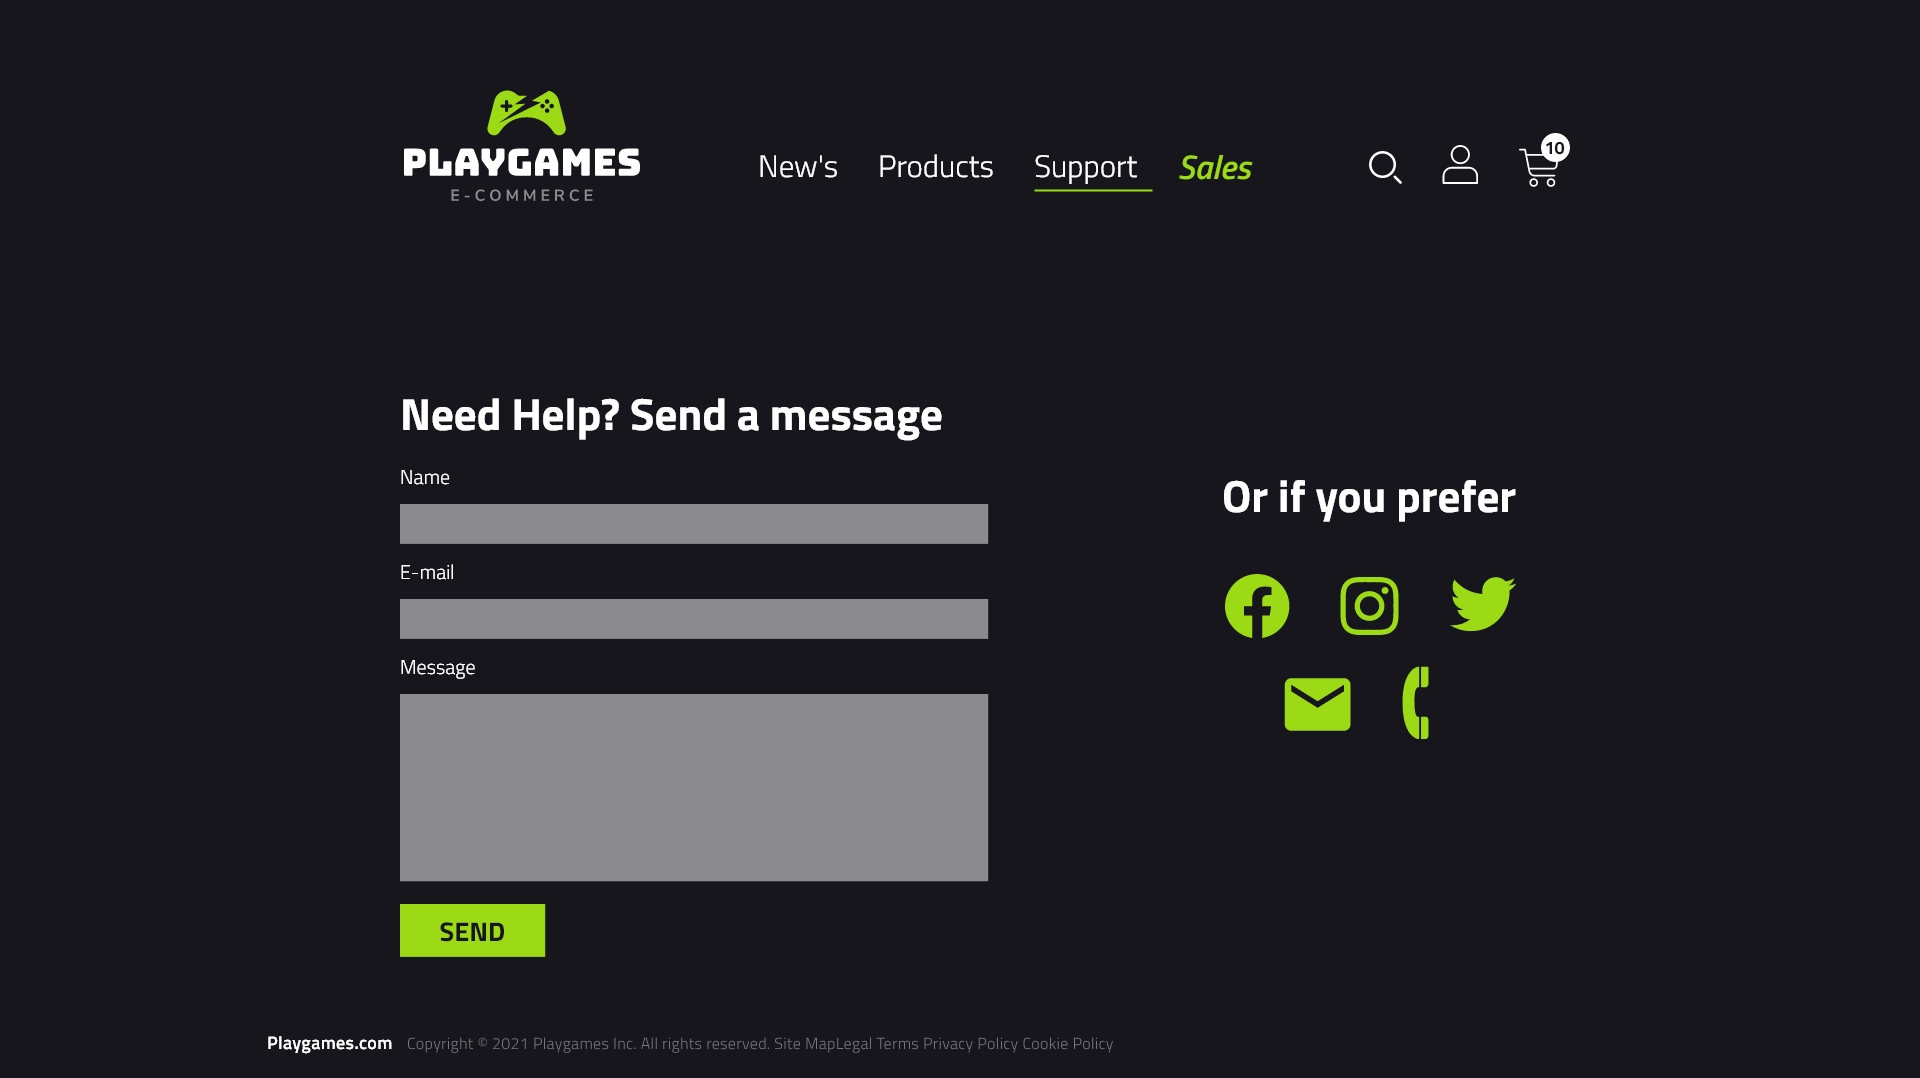 PLAYGAMES
E-COMMERCE
New's Products Support Sales
10
Need Help? Send a message
Name
Or if you prefer
E-mail
Message
SEND
Playgames.com Copyright © 2021 Playgames Inc. All rights reserved. Site MapLegal Terms Privacy Policy Cookie Policy